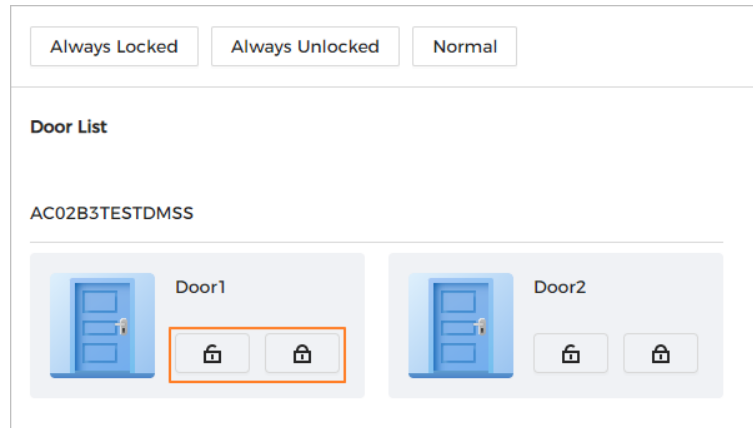 Always Locked Always Unlocked Normal
Door List
AC02B3TESTDMSS
Door1 Door2